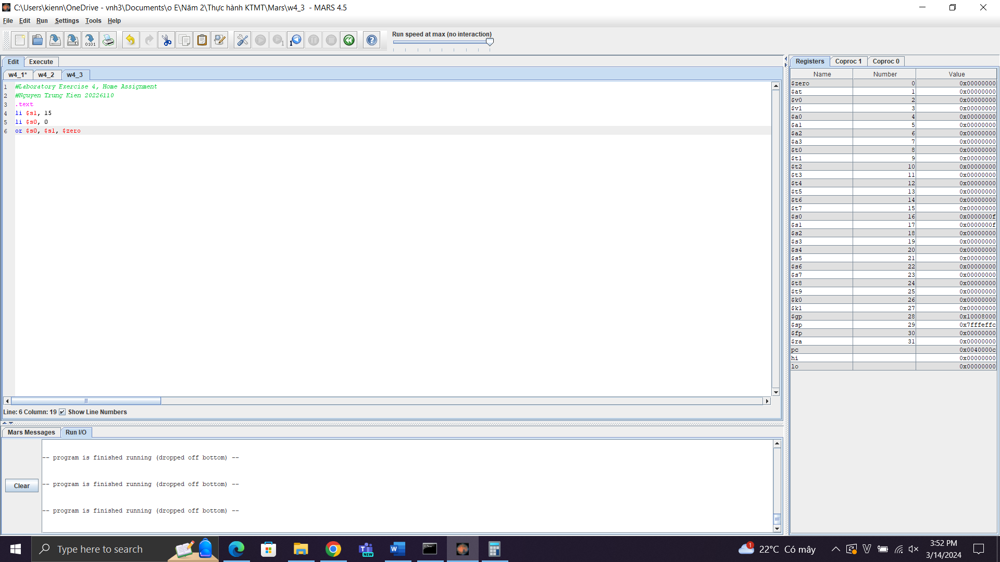 C:\Users\kienn\OneDrive - vnh3\Documents\o E\Năm 2\Thực hành KTMT\Mars\w4_3 - MARS 4.5
File Edit Run Settings Tools Help
Run speed at max (no interaction)
Edit Execute
w4_1* w4_2 w4_3
1 #Laboratory Exercise 4, Home Assignment
2 #Nguyen Trung Kien 20226110
3 .text
4 li $s1, 15
5 li $s0, 0
6 or $s0, $s1, $zero
Line: 6 Column: 19 Show Line Numbers
Mars Messages Run I/O
-- program is finished running (dropped off bottom) --
-- program is finished running (dropped off bottom) --
-- program is finished running (dropped off bottom) --
Clear
Registers Coproc 1 Coproc 0
Name Number Value
$zero 0 0x00000000
$at 1 0x00000000
$v0 2 0x00000000
$v1 3 0x00000000
$a0 4 0x00000000
$a1 5 0x00000000
$a2 6 0x00000000
$a3 7 0x00000000
$t0 8 0x00000000
$t1 9 0x00000000
$t2 10 0x00000000
$t3 11 0x00000000
$t4 12 0x00000000
$t5 13 0x00000000
$t6 14 0x00000000
$t7 15 0x00000000
$s0 16 0x0000000f
$s1 17 0x0000000f
$s2 18 0x00000000
$s3 19 0x00000000
$s4 20 0x00000000
$s5 21 0x00000000
$s6 22 0x00000000
$s7 23 0x00000000
$t8 24 0x00000000
$t9 25 0x00000000
$k0 26 0x00000000
$k1 27 0x00000000
$gp 28 0x10008000
$sp 29 0x7fffeffc
$fp 30 0x00000000
$ra 31 0x00000000
pc 0x0040000c
hi 0x00000000
lo 0x00000000
Type here to search
NEW
1
22°C Có mây
3:52 PM
3/14/2024